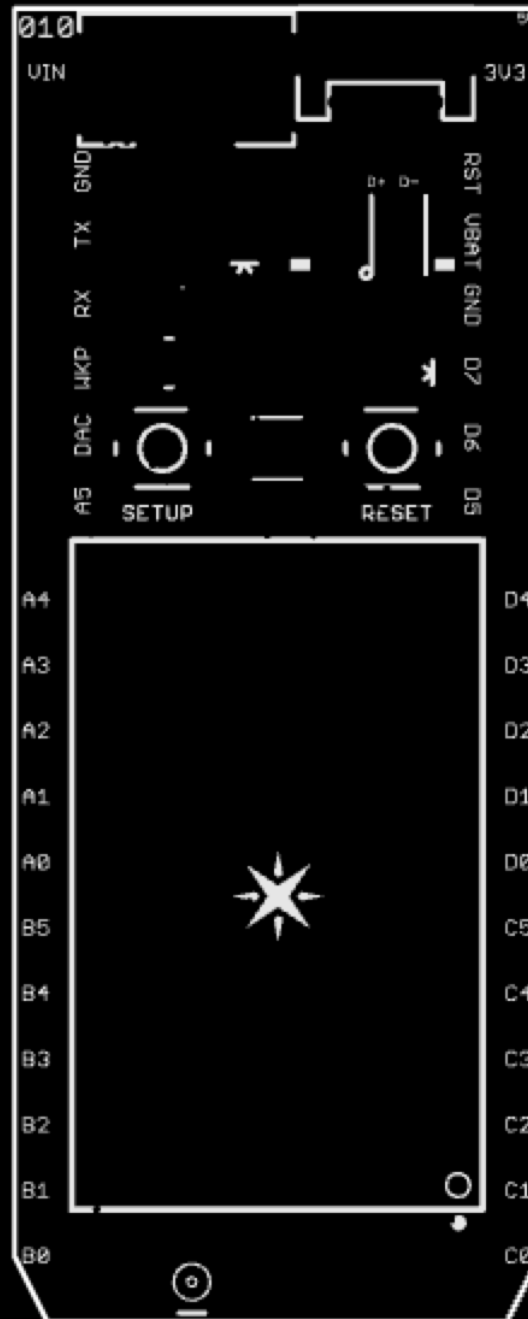 010
VIN 3V3
GND RST
D+ D-
TX VBAT
RX GND
WKP D7
DAC D6
A5 D5
SETUP RESET
A4 D4
A3 D3
A2 D2
A1 D1
A0 D0
B5 C5
B4 C4
B3 C3
B2 C2
B1 C1
B0 C0